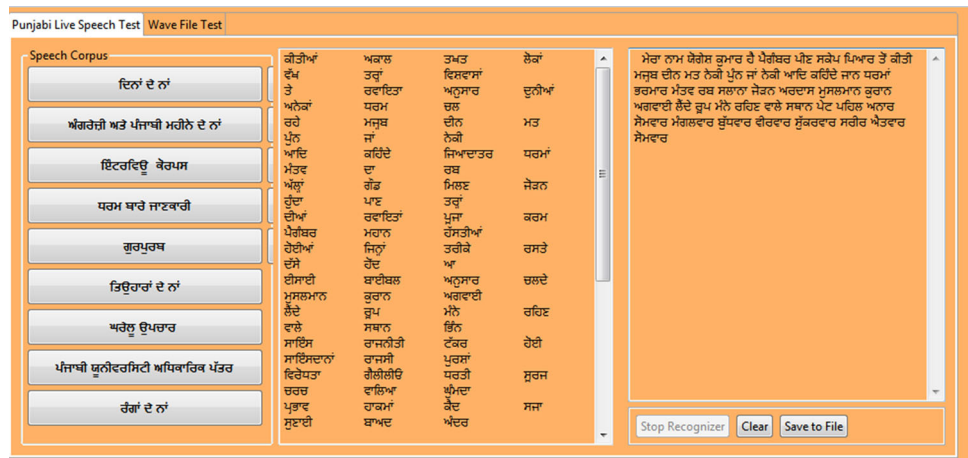 Punjabi Live Speech Test Wave File Test
Speech Corpus
ਦਿਨਾਂ ਦੇ ਨਾਂ
ਅੰਗਰੇਜ਼ੀ ਅਤੇ ਪੰਜਾਬੀ ਮਹੀਨੇ ਦੇ ਨਾਂ
ਇੰਟਰਵਿਊ ਕੋਰਪਸ
ਧਰਮ ਬਾਰੇ ਜਾਣਕਾਰੀ
ਗੁਰਪੁਰਬ
ਤਿਉਹਾਰਾਂ ਦੇ ਨਾਂ
ਘਰੇਲੂ ਉਪਚਾਰ
ਪੰਜਾਬੀ ਯੂਨੀਵਰਸਿਟੀ ਅਧਿਕਾਰਿਕ ਪੱਤਰ
ਰੰਗਾਂ ਦੇ ਨਾਂ
ਕੀਤੀਆਂ ਅਕਾਲ ਤਖਤ ਲੋਕਾਂ
ਵੱਖ ਤਰ੍ਹਾਂ ਵਿਸ਼ਵਾਸਾਂ
ਤੇ ਰਵਾਇਤਾ ਅਨੁਸਾਰ ਦੁਨੀਆਂ
ਅਨੇਕਾਂ ਧਰਮ ਚਲ
ਰਹੇ ਮਜ੍ਹਬ ਦੀਨ ਮਤ
ਪੁੰਨ ਜਾਂ ਨੇਕੀ
ਆਦਿ ਕਹਿੰਦੇ ਜਿਆਦਾਤਰ ਧਰਮਾਂ
ਮੰਤਵ ਦਾ ਰਬ
ਅੱਲ੍ਹਾਂ ਗੌਡ ਮਿਲਣ ਜੋੜਨ
ਹੁੰਦਾ ਪਾਣ ਤਰ੍ਹਾਂ
ਦੀਆਂ ਰਵਾਇਤਾਂ ਪੂਜਾ ਕਰਮ
ਪੈਗੰਬਰ ਮਹਾਨ ਹੱਸਤੀਆਂ
ਹੋਈਆਂ ਜਿਨ੍ਹਾਂ ਤਰੀਕੇ ਰਸਤੇ
ਦੱਸੇ ਹੋਂਦ ਆ
ਈਸਾਈ ਬਾਈਬਲ ਅਨੁਸਾਰ ਚਲਦੇ
ਮੁਸਲਮਾਨ ਕੁਰਾਨ ਅਗਵਾਈ
ਲੈਂਦੇ ਰੂਪ ਮੰਨੇ ਰਹਿਣ
ਵਾਲੇ ਸਥਾਨ ਭਿੰਨ
ਸਾਇੰਸ ਰਾਜਨੀਤੀ ਟੱਕਰ ਹੋਈ
ਸਾਇੰਸਦਾਨਾਂ ਰਾਜਸੀ ਪੁਰਸ਼ਾਂ
ਵਿਰੋਧਤਾ ਗੈਲੀਲੀਓ ਧਰਤੀ ਸੂਰਜ
ਚਰਚ ਵਾਲਿਆ ਘੁੰਮਦਾ
ਪ੍ਰਭਾਵ ਹਾਕਮਾਂ ਕੈਦ ਸਜਾ
ਸੁਣਾਈ ਬਾਅਦ ਅੰਦਰ
ਮੇਰਾ ਨਾਮ ਯੋਗੇਸ਼ ਕੁਮਾਰ ਹੈ ਪੈਗੰਬਰ ਪੀਣ ਸਕੇਪ ਪਿਆਰ ਤੋਂ ਕੀਤੀ
ਮਜ੍ਹਬ ਦੀਨ ਮਤ ਨੇਕੀ ਪੁੰਨ ਜਾਂ ਨੇਕੀ ਆਦਿ ਕਹਿੰਦੇ ਜਾਨ ਧਰਮਾਂ
ਭਰਮਾਰ ਮੰਤਵ ਰਬ ਸਲਾਨਾ ਜੋੜਨ ਅਰਦਾਸ ਮੁਸਲਮਾਨ ਕੁਰਾਨ
ਅਗਵਾਈ ਲੈਂਦੇ ਰੂਪ ਮੰਨੇ ਰਹਿਣ ਵਾਲੇ ਸਥਾਨ ਪੇਟ ਪਹਿਲ ਅਨਾਰ
ਸੋਮਵਾਰ ਮੰਗਲਵਾਰ ਬੁੱਧਵਾਰ ਵੀਰਵਾਰ ਸ਼ੁੱਕਰਵਾਰ ਸਰੀਰ ਐਤਵਾਰ
ਸੋਮਵਾਰ
Stop Recognizer Clear Save to File